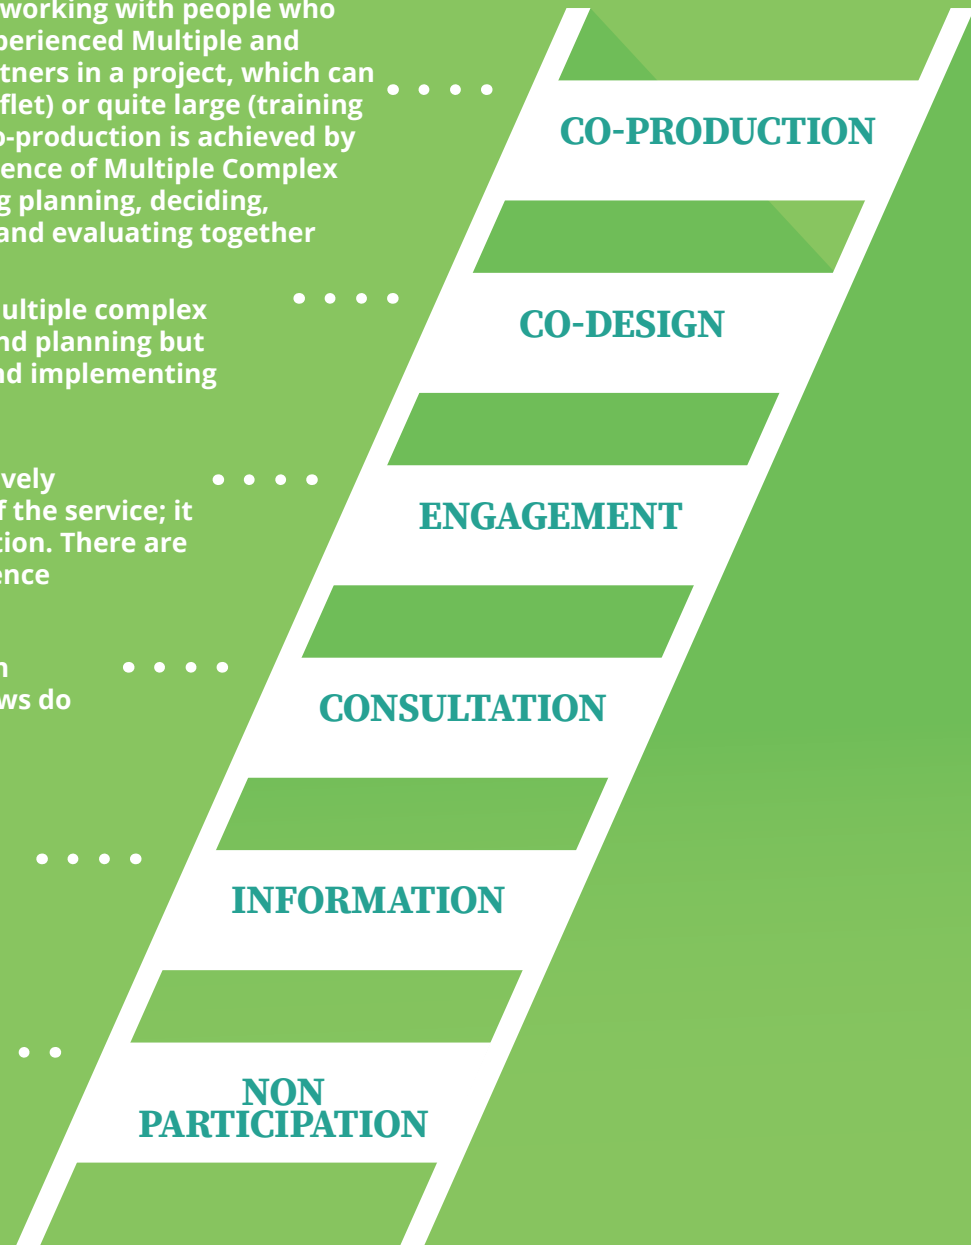 working with people who
perienced Multiple and
tners in a project, which can
flet) or quite large (training
o-production is achieved by
ience of Multiple Complex
g planning, deciding,
and evaluating together
CO-PRODUCTION
ultiple complex
nd planning but
nd implementing
CO-DESIGN
vely
f the service; it
tion. There are
ence
ENGAGEMENT
n
ws do
CONSULTATION
INFORMATION
NON
PARTICIPATION